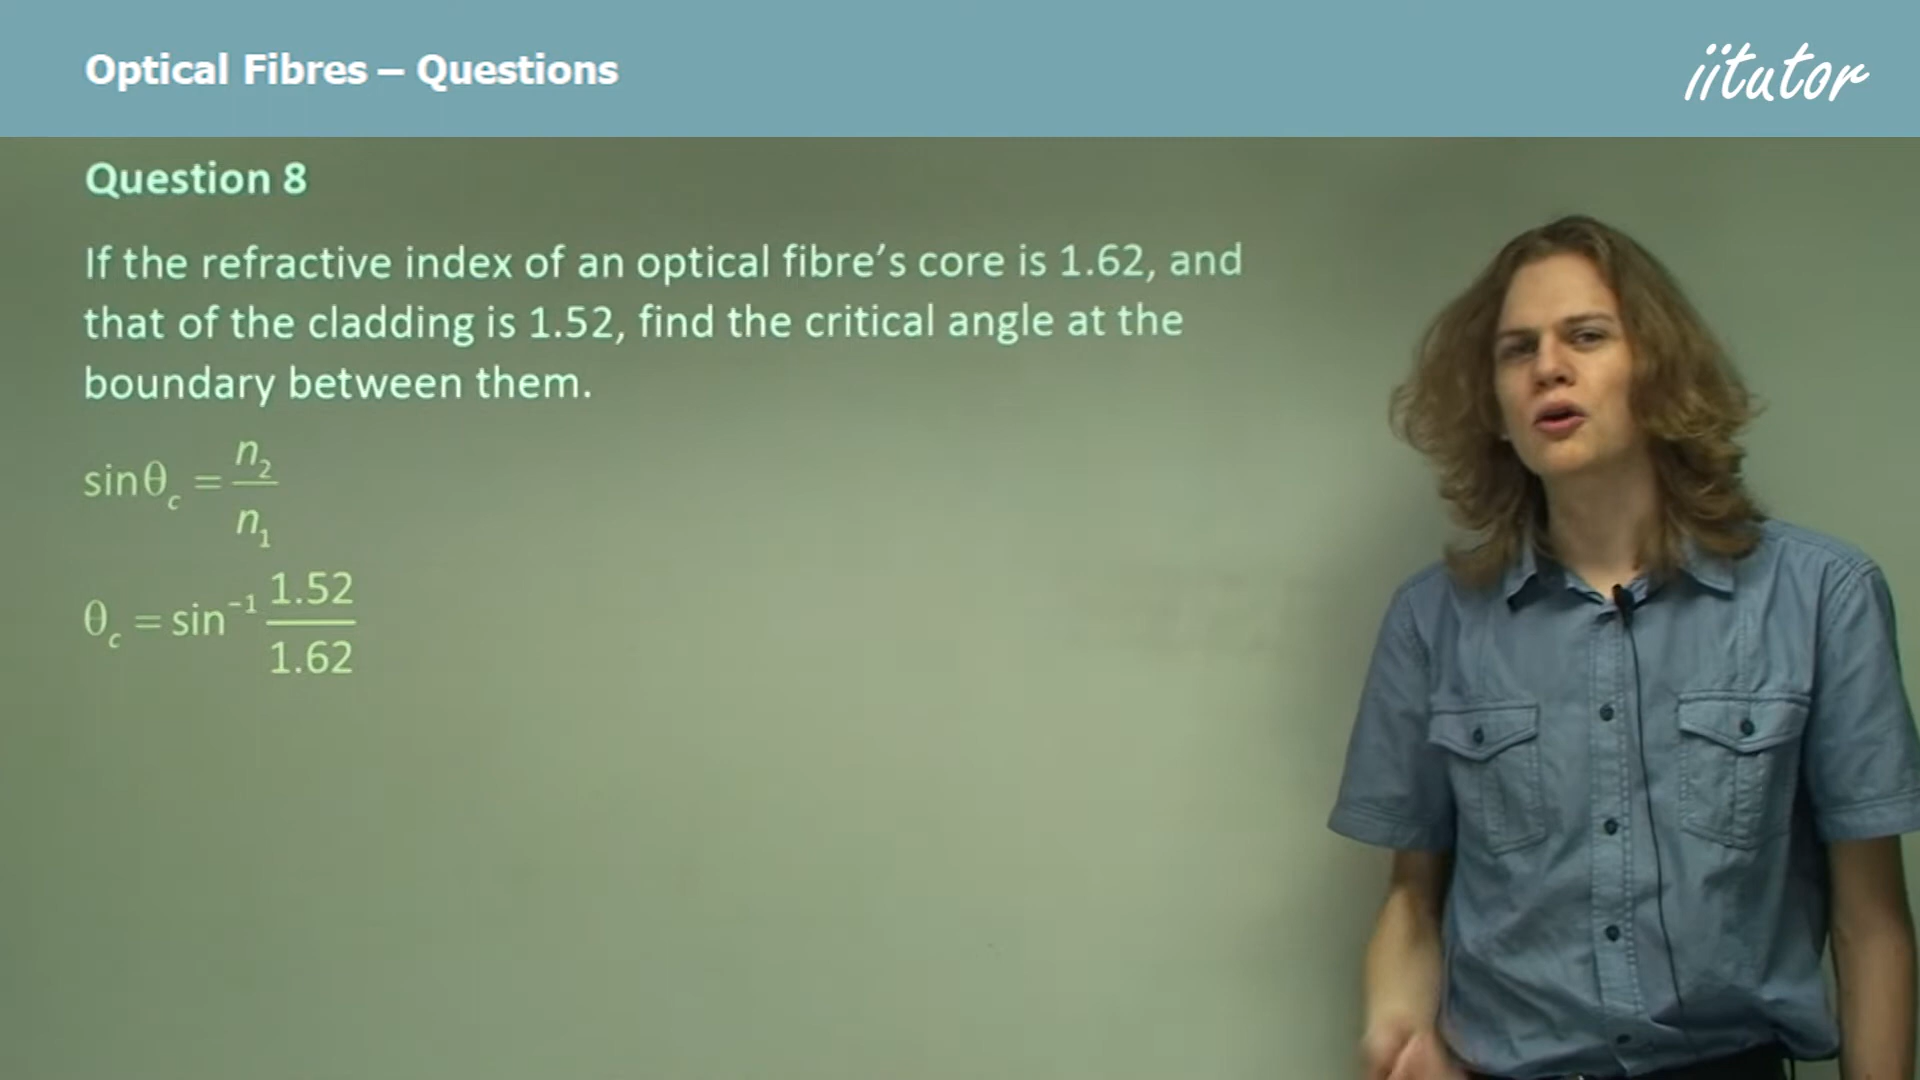 Optical Fibres – Questions
iitutor
Question 8
If the refractive index of an optical fibre’s core is 1.62, and
that of the cladding is 1.52, find the critical angle at the
boundary between them.
sinθ_c = n₂/n₁
θ_c = sin⁻¹ 1.52/1.62